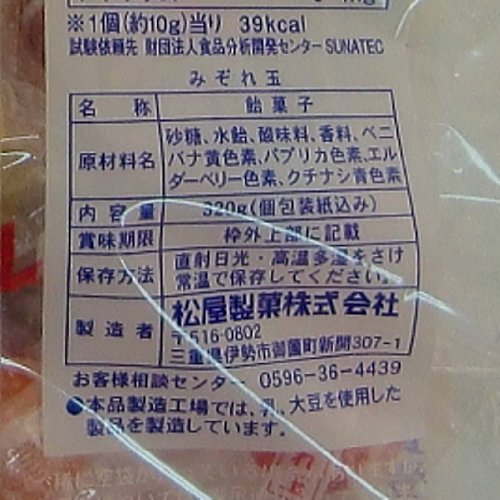 ※1個(約10g)当り 39kcal
試験依頼先 財団法人食品分析開発センターSUNATEC
みぞれ玉
名 称 飴菓子
原材料名 砂糖、水飴、酸味料、香料、ベニ
バナ黄色素、パプリカ色素、エル
ダーベリー色素、クチナシ青色素
内容量 320g(個包装紙込み)
賞味期限 枠外上部に記載
保存方法 直射日光・高温多湿をさけ
常温で保存してください。
製造者 松屋製菓株式会社
〒516-0802
三重県伊勢市御薗町新開307-1
お客様相談センター 0596-36-4439
●本品製造工場では、乳、大豆を使用した
製品を製造しています。